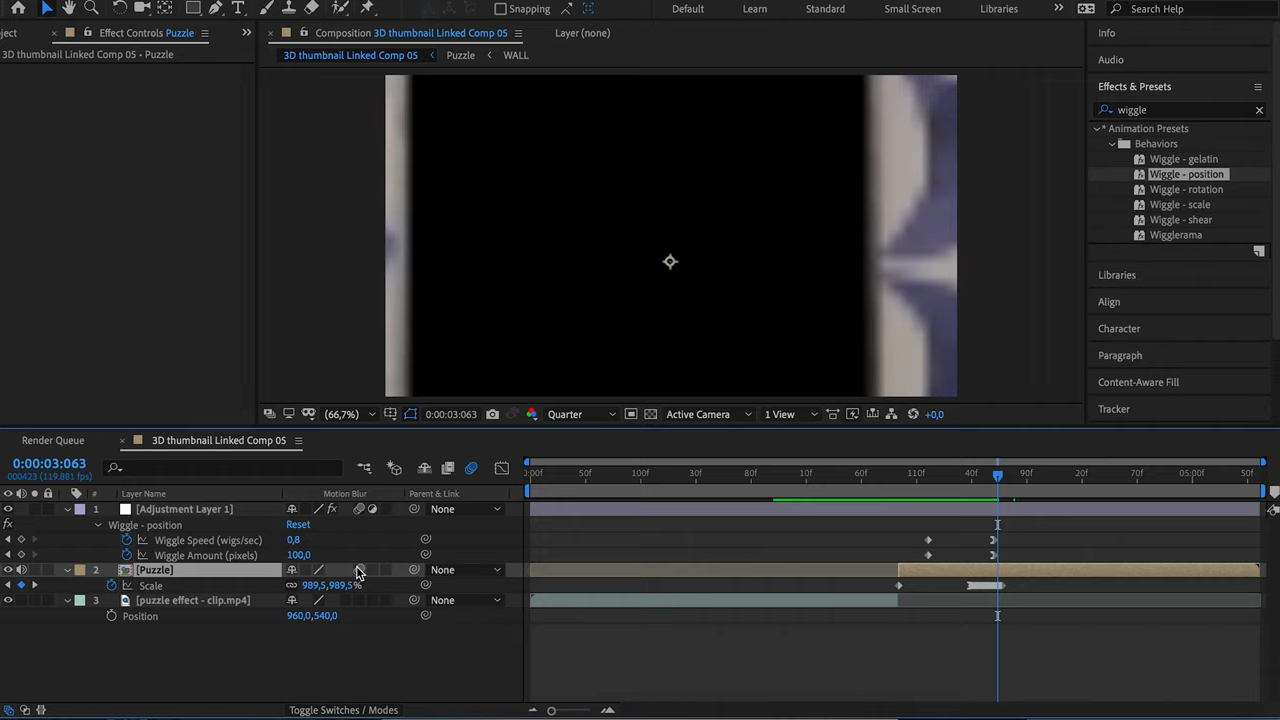 Snapping
Default
Learn
Standard
Small Screen
Libraries
Search Help
ject
Effect Controls Puzzle
3D thumbnail Linked Comp 05 - Puzzle
Composition 3D thumbnail Linked Comp 05
Layer (none)
3D thumbnail Linked Comp 05
Puzzle
WALL
Info
Audio
Effects & Presets
wiggle
* Animation Presets
Behaviors
Wiggle - gelatin
Wiggle - position
Wiggle - rotation
Wiggle - scale
Wiggle - shear
Wigglerama
Libraries
Align
Character
Paragraph
Content-Aware Fill
Tracker
(66,7%)
0:00:03:063
Quarter
Active Camera
1 View
+0,0
Render Queue
3D thumbnail Linked Comp 05
0:00:03:063
000423 (119.881 fps)
0:00f 50f 100f 30f 80f 10f 60f 110f 40f 90f 20f 70f 05:00f 50f
# Layer Name Motion Blur Parent & Link
1 [Adjustment Layer 1] fx None
fx Wiggle - position Reset
Wiggle Speed (wigs/sec) 0,8
Wiggle Amount (pixels) 100,0
2 [Puzzle] None
Scale 989,5,989,5%
3 [puzzle effect - clip.mp4] None
Position 960,0,540,0
Toggle Switches / Modes